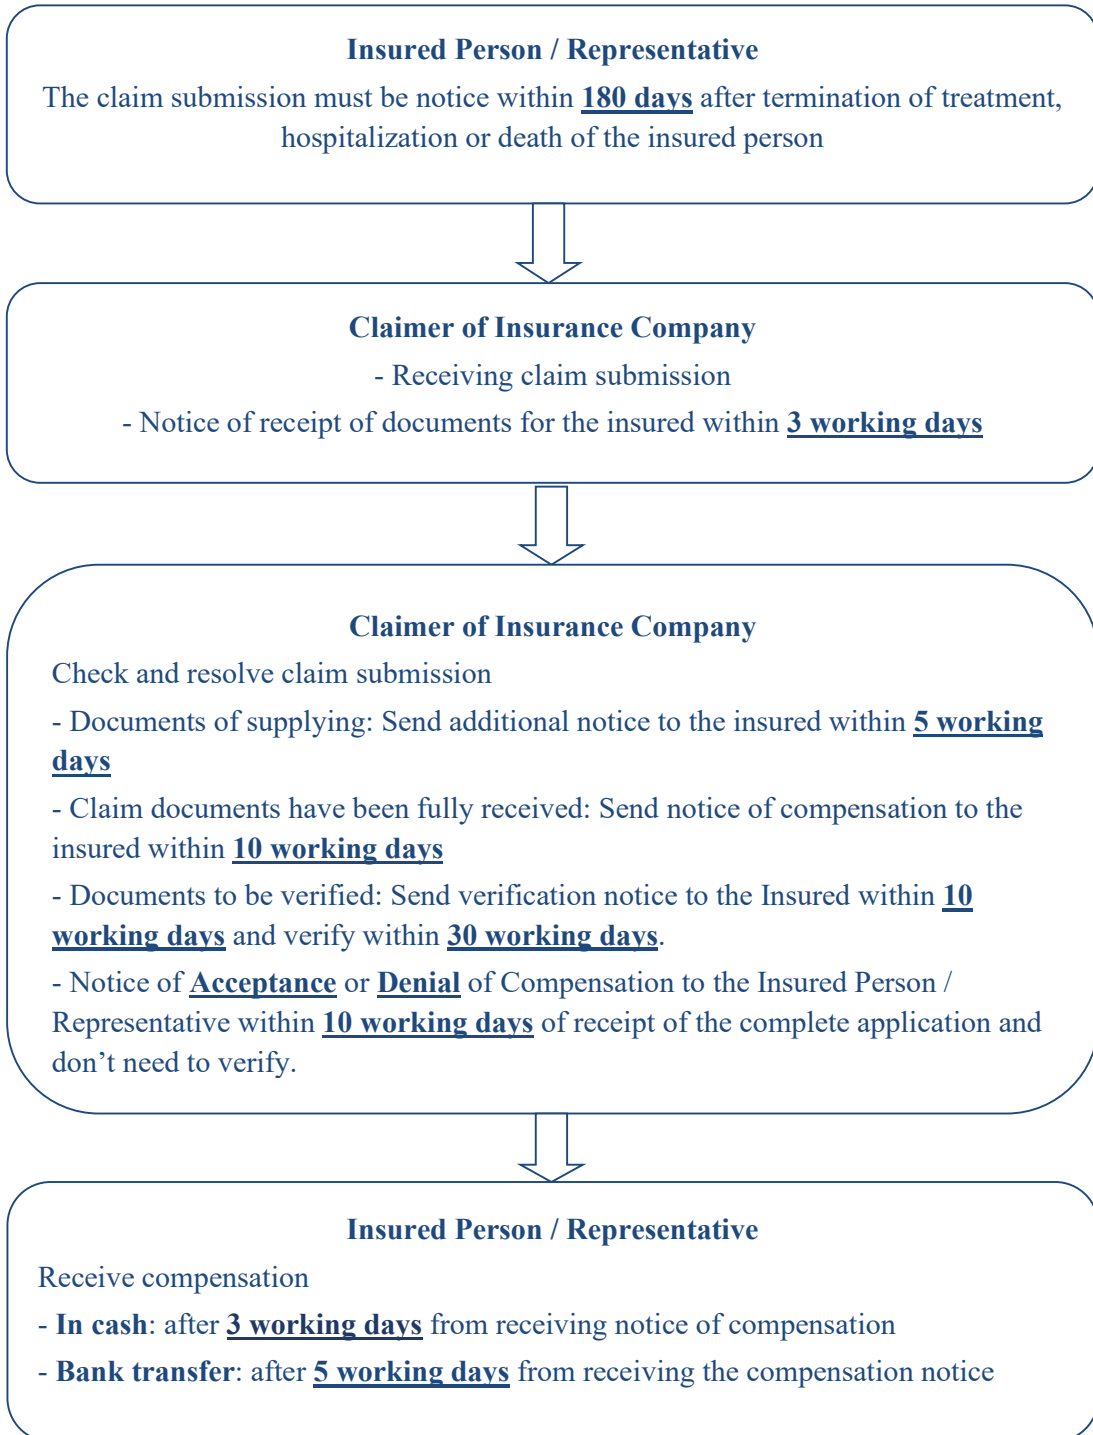 Insured Person / Representative
The claim submission must be notice within 180 days after termination of treatment,
hospitalization or death of the insured person
Claimer of Insurance Company
- Receiving claim submission
- Notice of receipt of documents for the insured within 3 working days
Claimer of Insurance Company
Check and resolve claim submission
- Documents of supplying: Send additional notice to the insured within 5 working
days
- Claim documents have been fully received: Send notice of compensation to the
insured within 10 working days
- Documents to be verified: Send verification notice to the Insured within 10
working days and verify within 30 working days.
- Notice of Acceptance or Denial of Compensation to the Insured Person /
Representative within 10 working days of receipt of the complete application and
don’t need to verify.
Insured Person / Representative
Receive compensation
- In cash: after 3 working days from receiving notice of compensation
- Bank transfer: after 5 working days from receiving the compensation notice